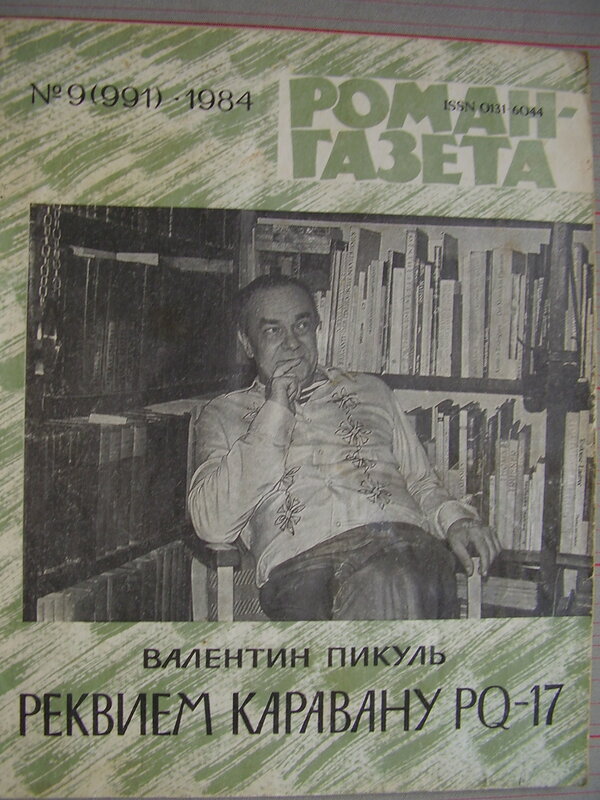 №9(991) · 1984
РОМАН-
ISSN 0131-6044
ГАЗЕТА
ВАЛЕНТИН ПИКУЛЬ
РЕКВИЕМ КАРАВАНУ PQ-17